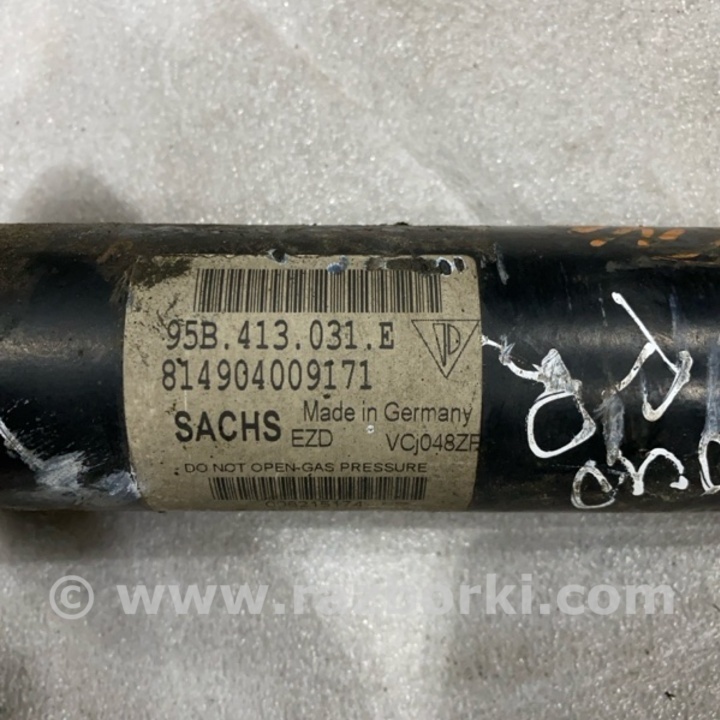 95B.413.031.E
814904009171
SACHS Made in Germany
EZD VCj048ZF
DO NOT OPEN-GAS PRESSURE
© www.razborki.com